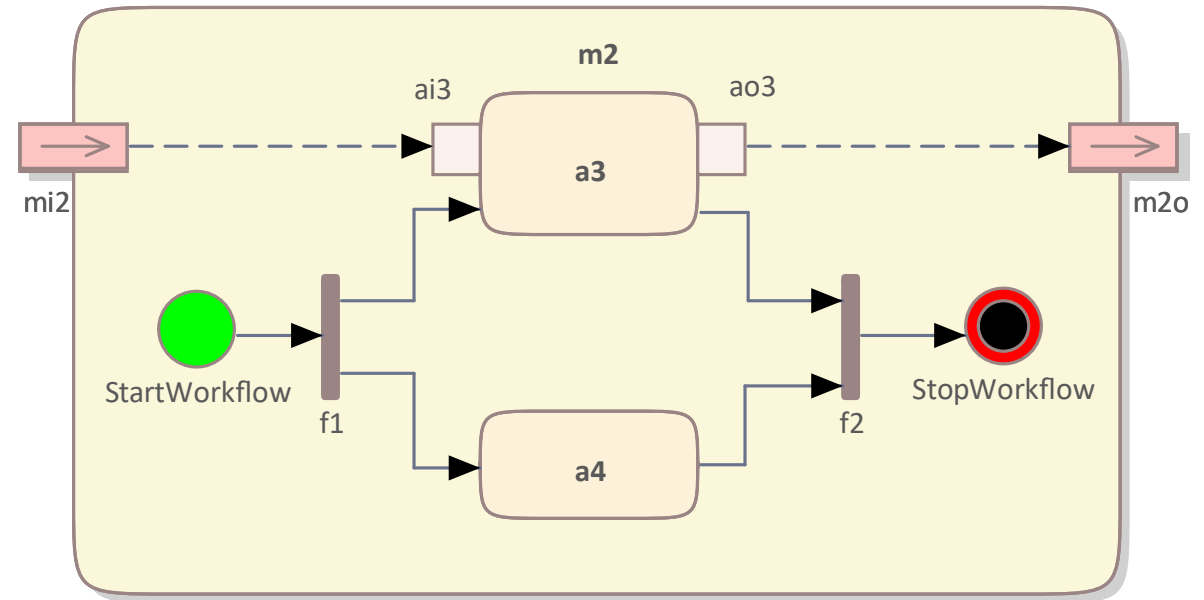 m2
ai3
ao3
a3
mi2
m2o
StartWorkflow
StopWorkflow
f1
f2
a4